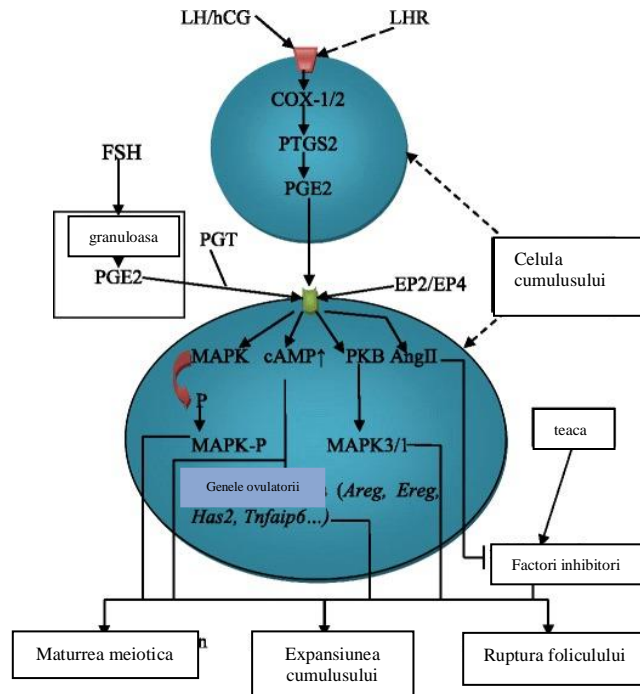 LH/hCG
LHR
COX-1/2
PTGS2
PGE2
FSH
granuloasa
PGE2
PGT
EP2/EP4
Celula
cumulusului
MAPK cAMP↑ PKB AngII
P
MAPK-P
MAPK3/1
teaca
Genele ovulatorii
(Areg, Ereg,
Has2, Tnfaip6...)
Factori inhibitori
Maturrea meiotica
n
Expansiunea
cumulusului
Ruptura foliculului